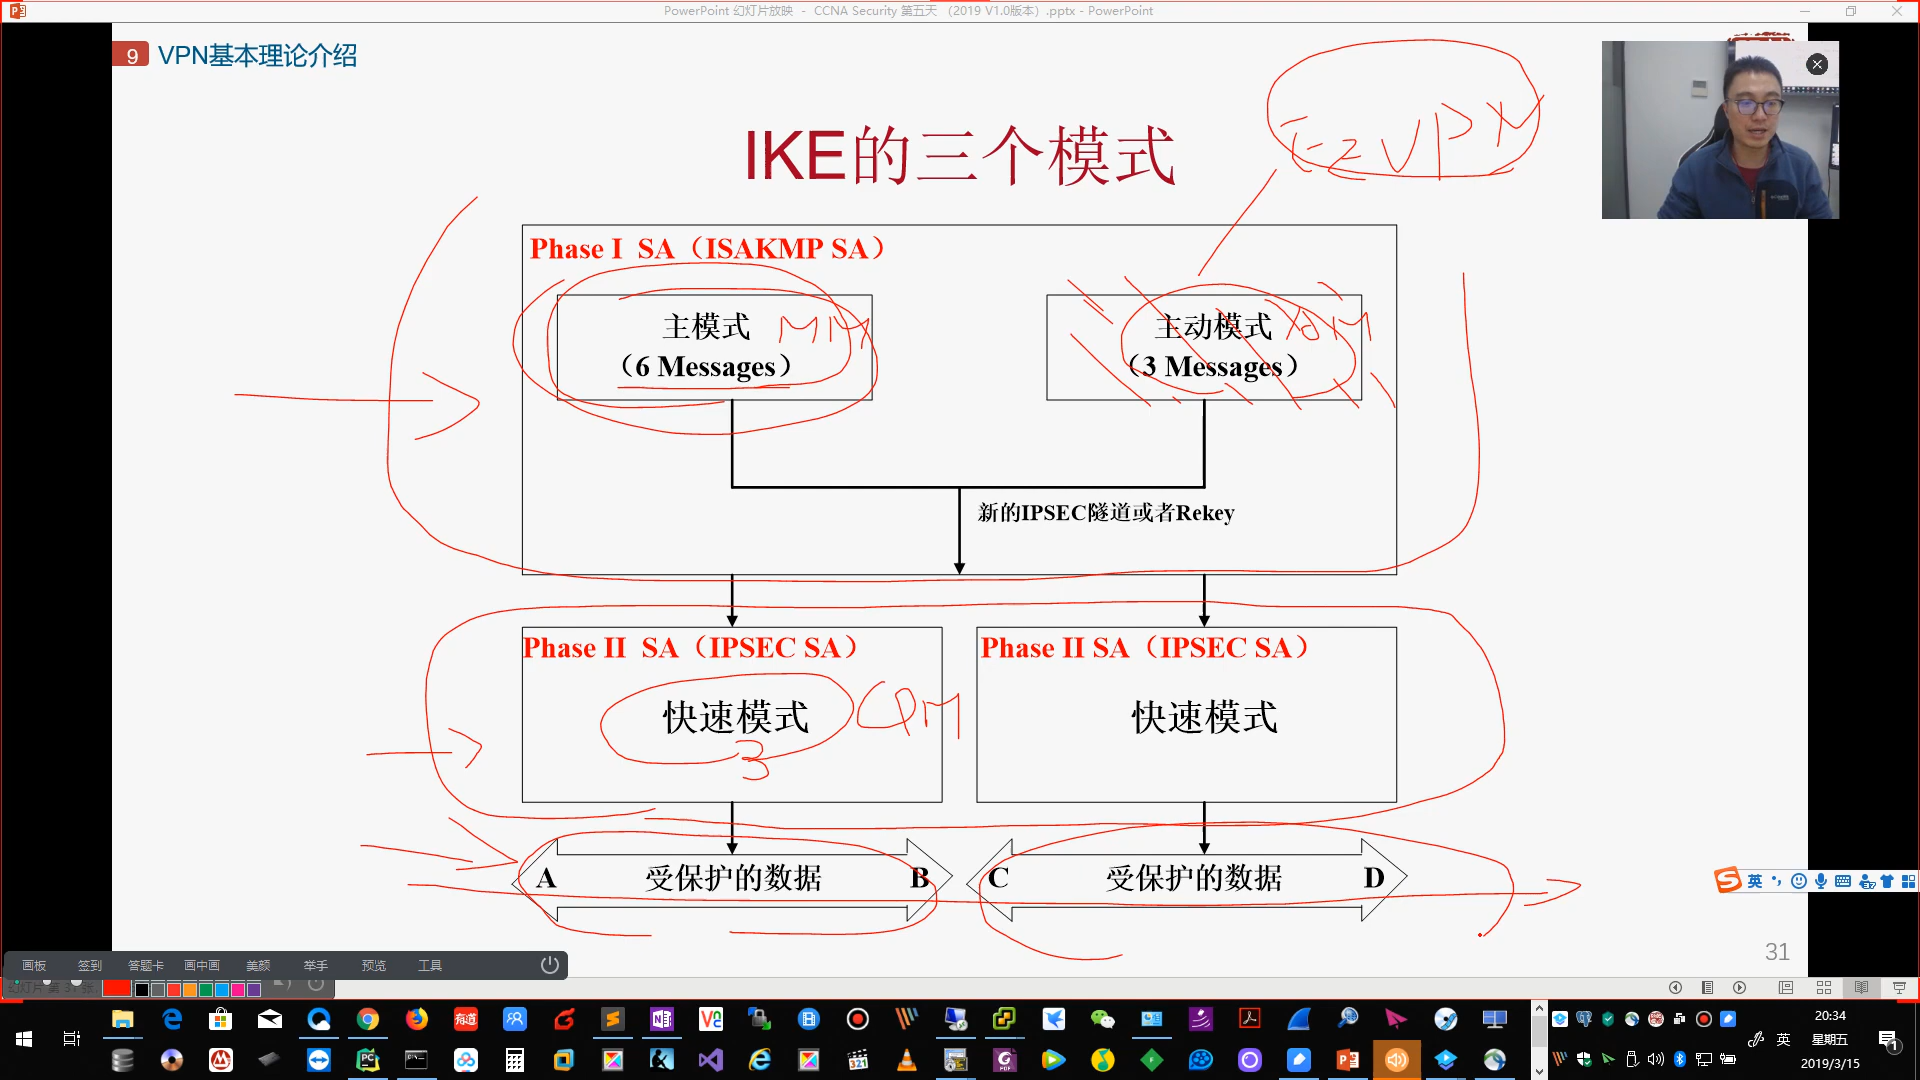 PowerPoint 幻灯片放映 - CCNA Security 第五天 （2019 V1.0版本）.pptx - PowerPoint
9 VPN基本理论介绍
EZVPN
IKE的三个模式
Phase I SA（ISAKMP SA）
主模式 MM
（6 Messages）
主动模式
（3 Messages）
新的IPSEC隧道或者Rekey
Phase II SA（IPSEC SA）
快速模式 QM
3
Phase II SA（IPSEC SA）
快速模式
A 受保护的数据 B
C 受保护的数据 D
英
31
画板 签到 答题卡 画中画 美颜 举手 预览 工具
20:34
英 星期五
2019/3/15